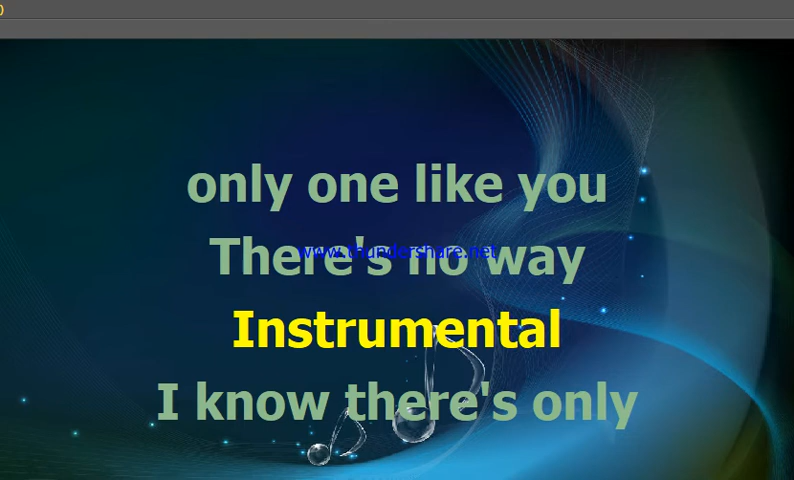 )
only one like you
There's no way
www.thundershare.net
Instrumental
I know there's only